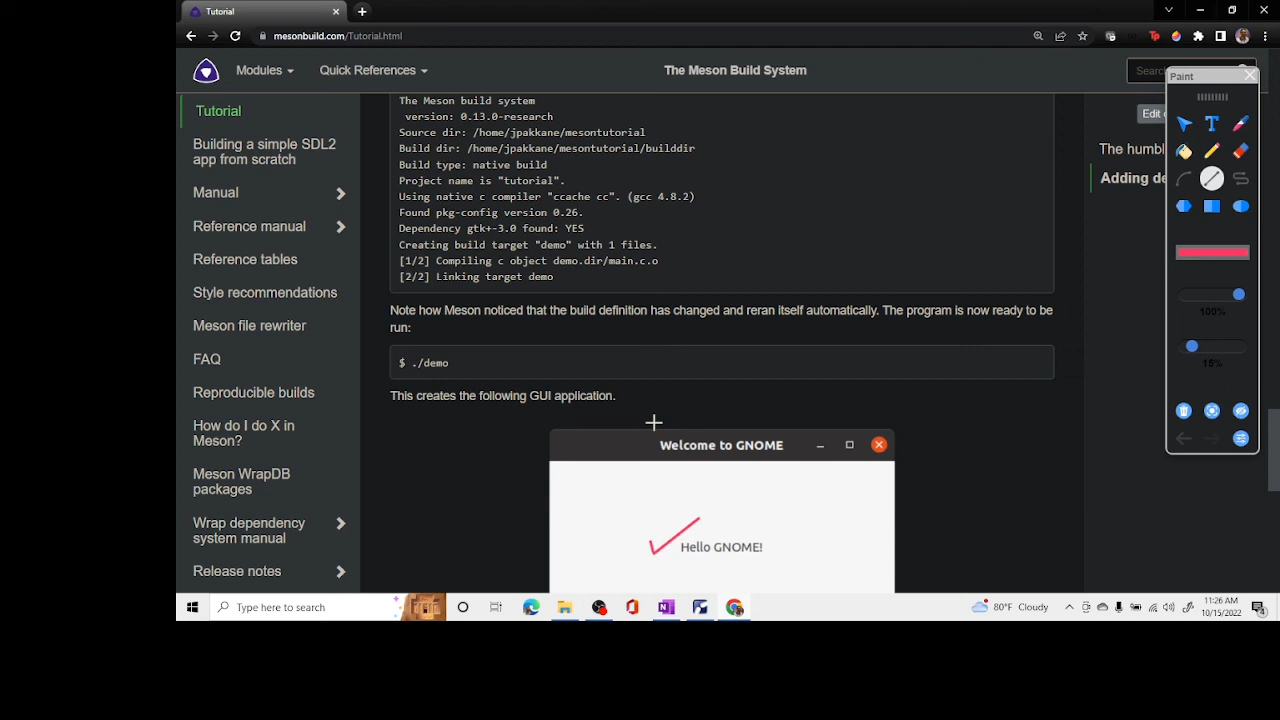 Tutorial
mesonbuild.com/Tutorial.html
Modules
Quick References
The Meson Build System
Sear
Paint
Tutorial
Building a simple SDL2
app from scratch
Manual
Reference manual
Reference tables
Style recommendations
Meson file rewriter
FAQ
Reproducible builds
How do I do X in
Meson?
Meson WrapDB
packages
Wrap dependency
system manual
Release notes
The Meson build system
version: 0.13.0-research
Source dir: /home/jpakkane/mesontutorial
Build dir: /home/jpakkane/mesontutorial/builddir
Build type: native build
Project name is "tutorial".
Using native c compiler "ccache cc". (gcc 4.8.2)
Found pkg-config version 0.26.
Dependency gtk+-3.0 found: YES
Creating build target "demo" with 1 files.
[1/2] Compiling c object demo.dir/main.c.o
[2/2] Linking target demo
Note how Meson noticed that the build definition has changed and reran itself automatically. The program is now ready to be
run:
$ ./demo
This creates the following GUI application.
Welcome to GNOME
Hello GNOME!
Edit
The humbl
Adding de
100%
15%
Type here to search
80°F Cloudy
11:26 AM
10/15/2022